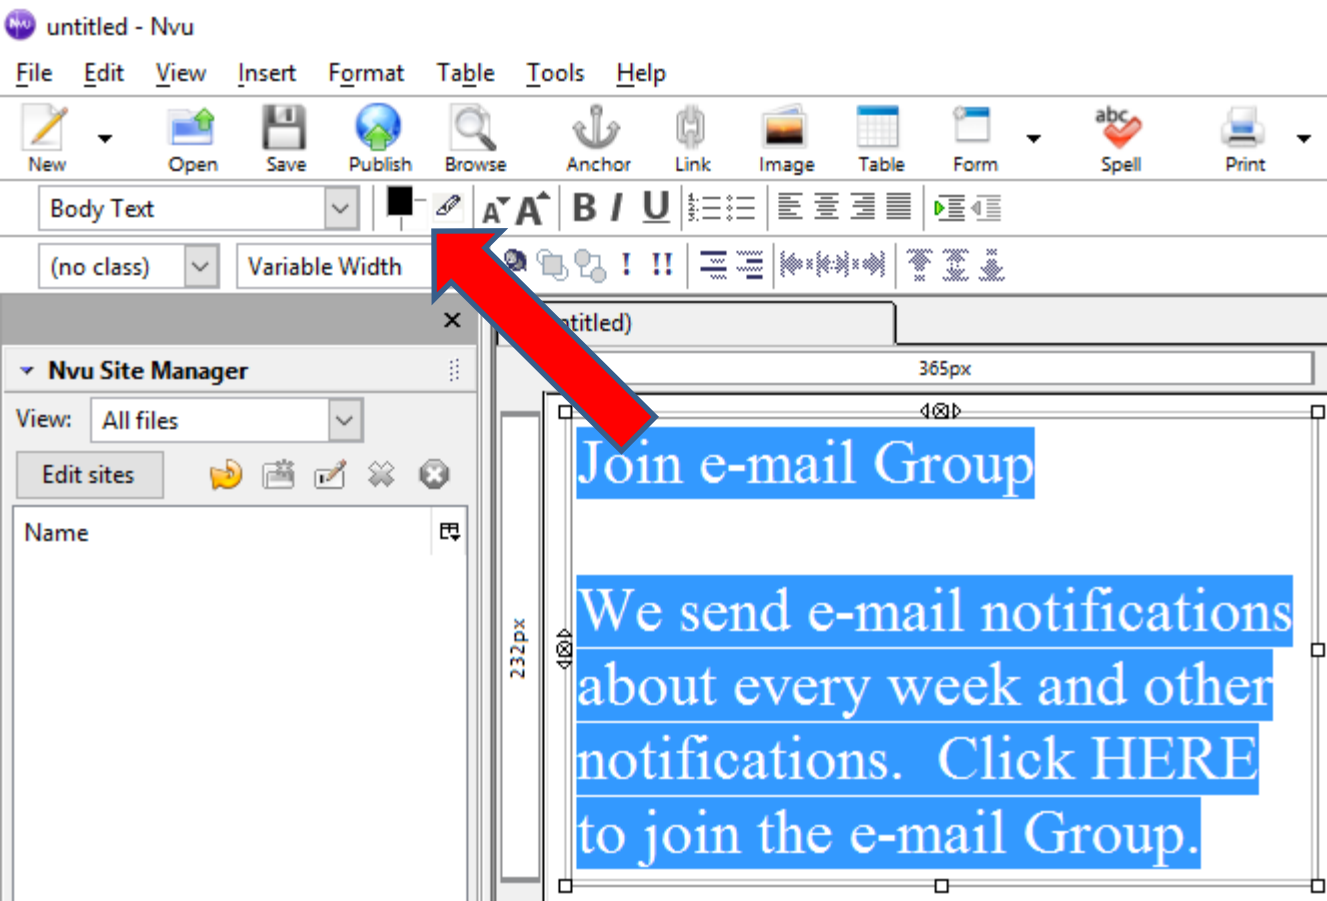 untitled - Nvu
File Edit View Insert Format Table Tools Help
New Open Save Publish Browse Anchor Link Image Table Form abc Spell Print
Body Text A A B I U
(no class) Variable Width ! !!
ntitled)
Nvu Site Manager
365px
View: All files
Edit sites
Name
232px
Join e-mail Group
We send e-mail notifications
about every week and other
notifications.  Click HERE
to join the e-mail Group.